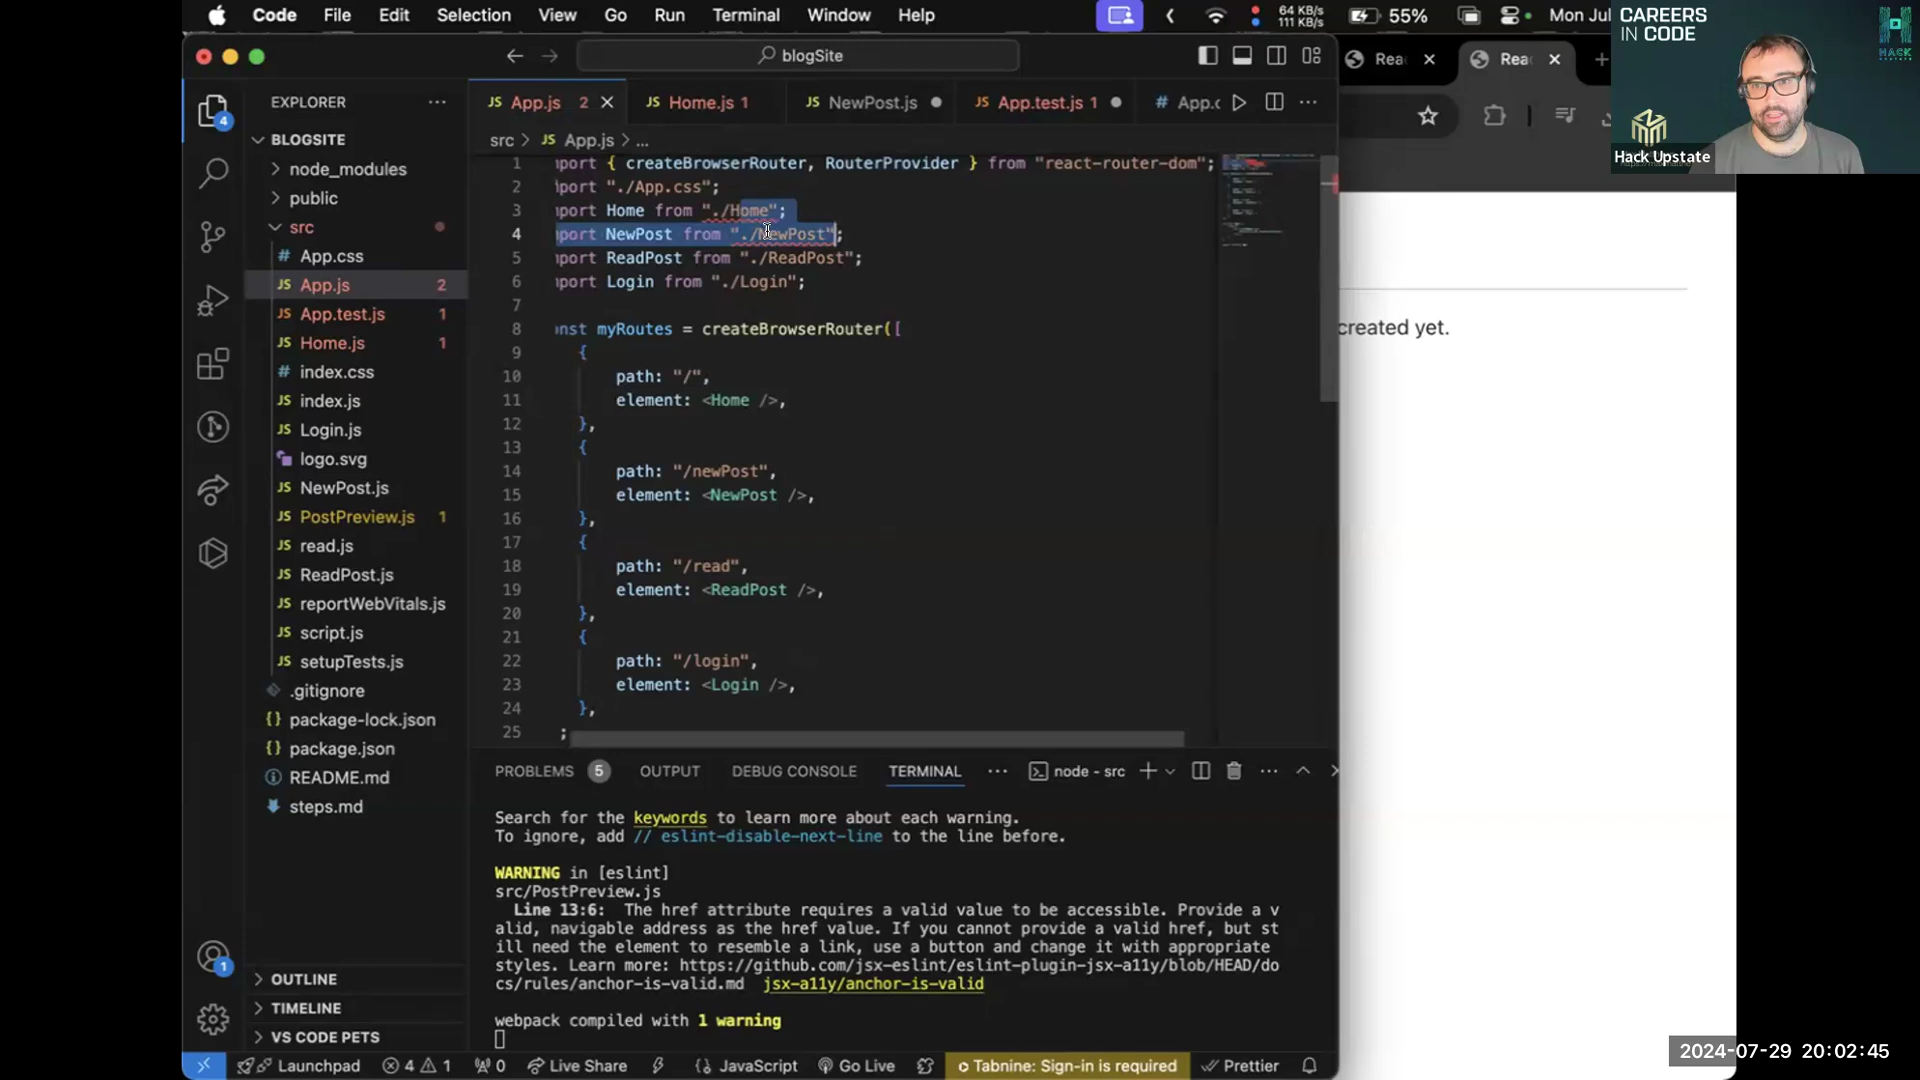 Code File Edit Selection View Go Run Terminal Window Help
64 KB/s
111 KB/s
55%
Mon Jul
CAREERS
IN CODE
HACK
Hack Upstate
blogSite
Rea
Rea
EXPLORER
BLOGSITE
node_modules
public
src
App.css
App.js 2
App.test.js 1
Home.js 1
index.css
index.js
Login.js
logo.svg
NewPost.js
PostPreview.js 1
read.js
ReadPost.js
reportWebVitals.js
script.js
setupTests.js
.gitignore
package-lock.json
package.json
README.md
steps.md
OUTLINE
TIMELINE
VS CODE PETS
4
1
JS App.js 2
JS Home.js 1
JS NewPost.js
JS App.test.js 1
# App.c
src > JS App.js > ...
1 mport { createBrowserRouter, RouterProvider } from "react-router-dom";
2 mport "./App.css";
3 mport Home from "./Home";
4 mport NewPost from "./NewPost";
5 mport ReadPost from "./ReadPost";
6 mport Login from "./Login";
7
8 onst myRoutes = createBrowserRouter([
9 {
10 path: "/",
11 element: <Home />,
12 },
13 {
14 path: "/newPost",
15 element: <NewPost />,
16 },
17 {
18 path: "/read",
19 element: <ReadPost />,
20 },
21 {
22 path: "/login",
23 element: <Login />,
24 },
25 ;
created yet.
PROBLEMS 5 OUTPUT DEBUG CONSOLE TERMINAL ... node - src
Search for the keywords to learn more about each warning.
To ignore, add // eslint-disable-next-line to the line before.
WARNING in [eslint]
src/PostPreview.js
Line 13:6: The href attribute requires a valid value to be accessible. Provide a v
alid, navigable address as the href value. If you cannot provide a valid href, but st
ill need the element to resemble a link, use a button and change it with appropriate
styles. Learn more: https://github.com/jsx-eslint/eslint-plugin-jsx-a11y/blob/HEAD/do
cs/rules/anchor-is-valid.md jsx-a11y/anchor-is-valid
webpack compiled with 1 warning
Launchpad 4 1 0 Live Share JavaScript Go Live Tabnine: Sign-in is required Prettier
2024-07-29 20:02:45